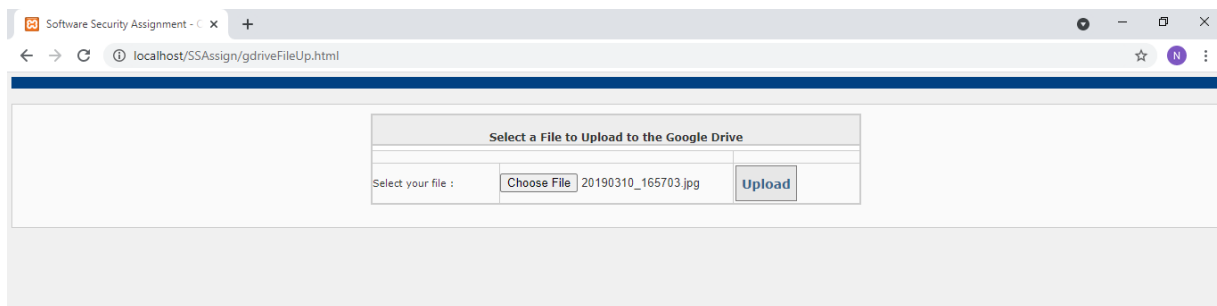 Software Security Assignment - G
localhost/SSAssign/gdriveFileUp.html
N
Select a File to Upload to the Google Drive
Select your file :
Choose File 20190310_165703.jpg
Upload